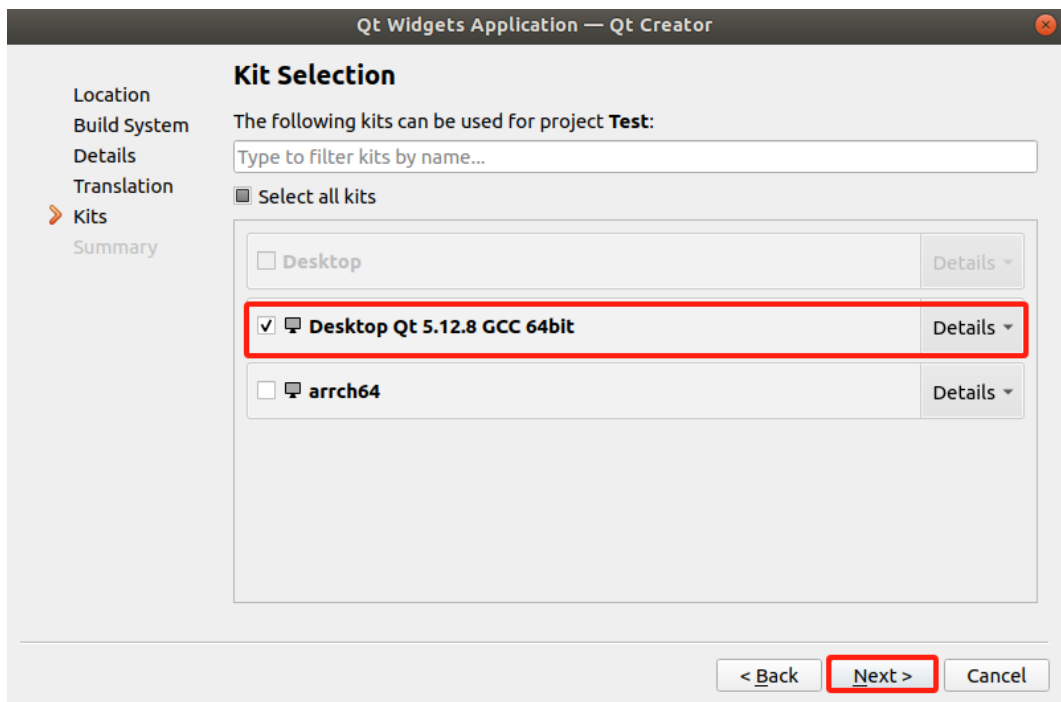 Qt Widgets Application — Qt Creator
Location
Build System
Details
Translation
Kits
Summary
Kit Selection
The following kits can be used for project Test:
Type to filter kits by name...
Select all kits
Desktop Details
Desktop Qt 5.12.8 GCC 64bit Details
arrch64 Details
< Back Next > Cancel